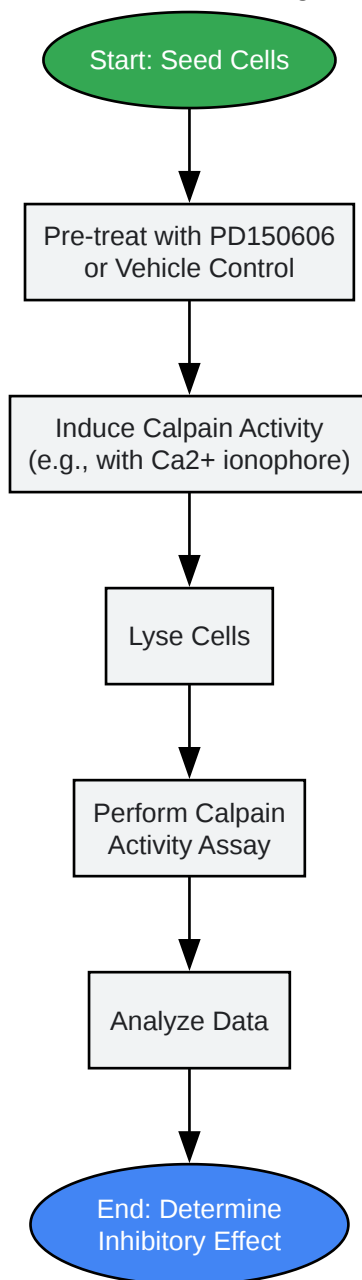 Start: Seed Cells
Pre-treat with PD150606
or Vehicle Control
Induce Calpain Activity
(e.g., with Ca2+ ionophore)
Lyse Cells
Perform Calpain
Activity Assay
Analyze Data
End: Determine
Inhibitory Effect